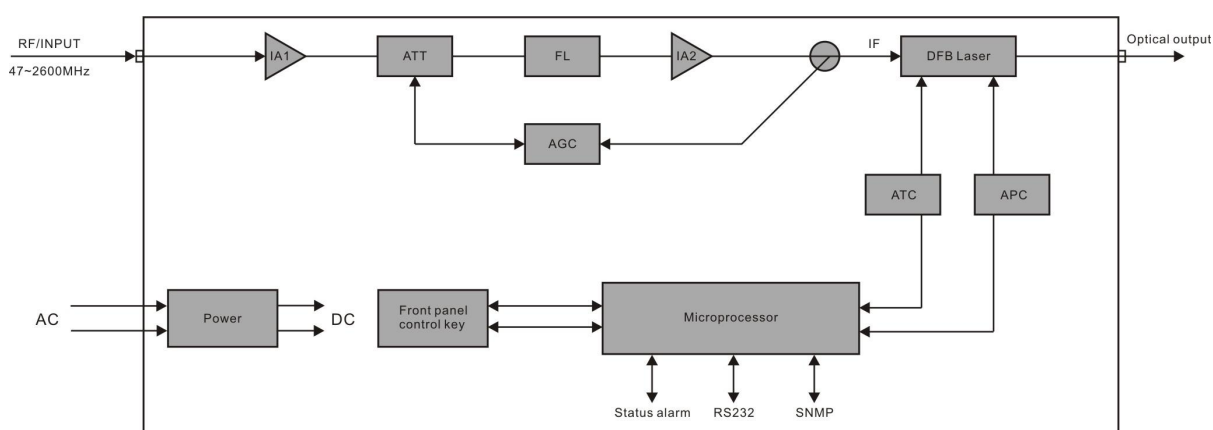 RF/INPUT
47~2600MHz
IA1
ATT
FL
IA2
IF
DFB Laser
Optical output
AGC
ATC
APC
AC
Power
DC
Front panel
control key
Microprocessor
Status alarm
RS232
SNMP